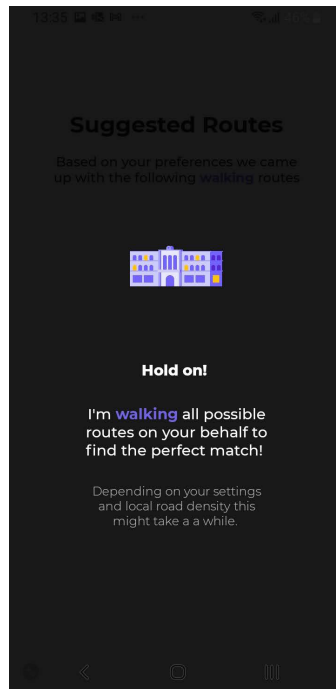 13:35
Suggested Routes
Based on your preferences we came
up with the following walking routes
Hold on!
I'm walking all possible
routes on your behalf to
find the perfect match!
Depending on your settings
and local road density this
might take a a while.